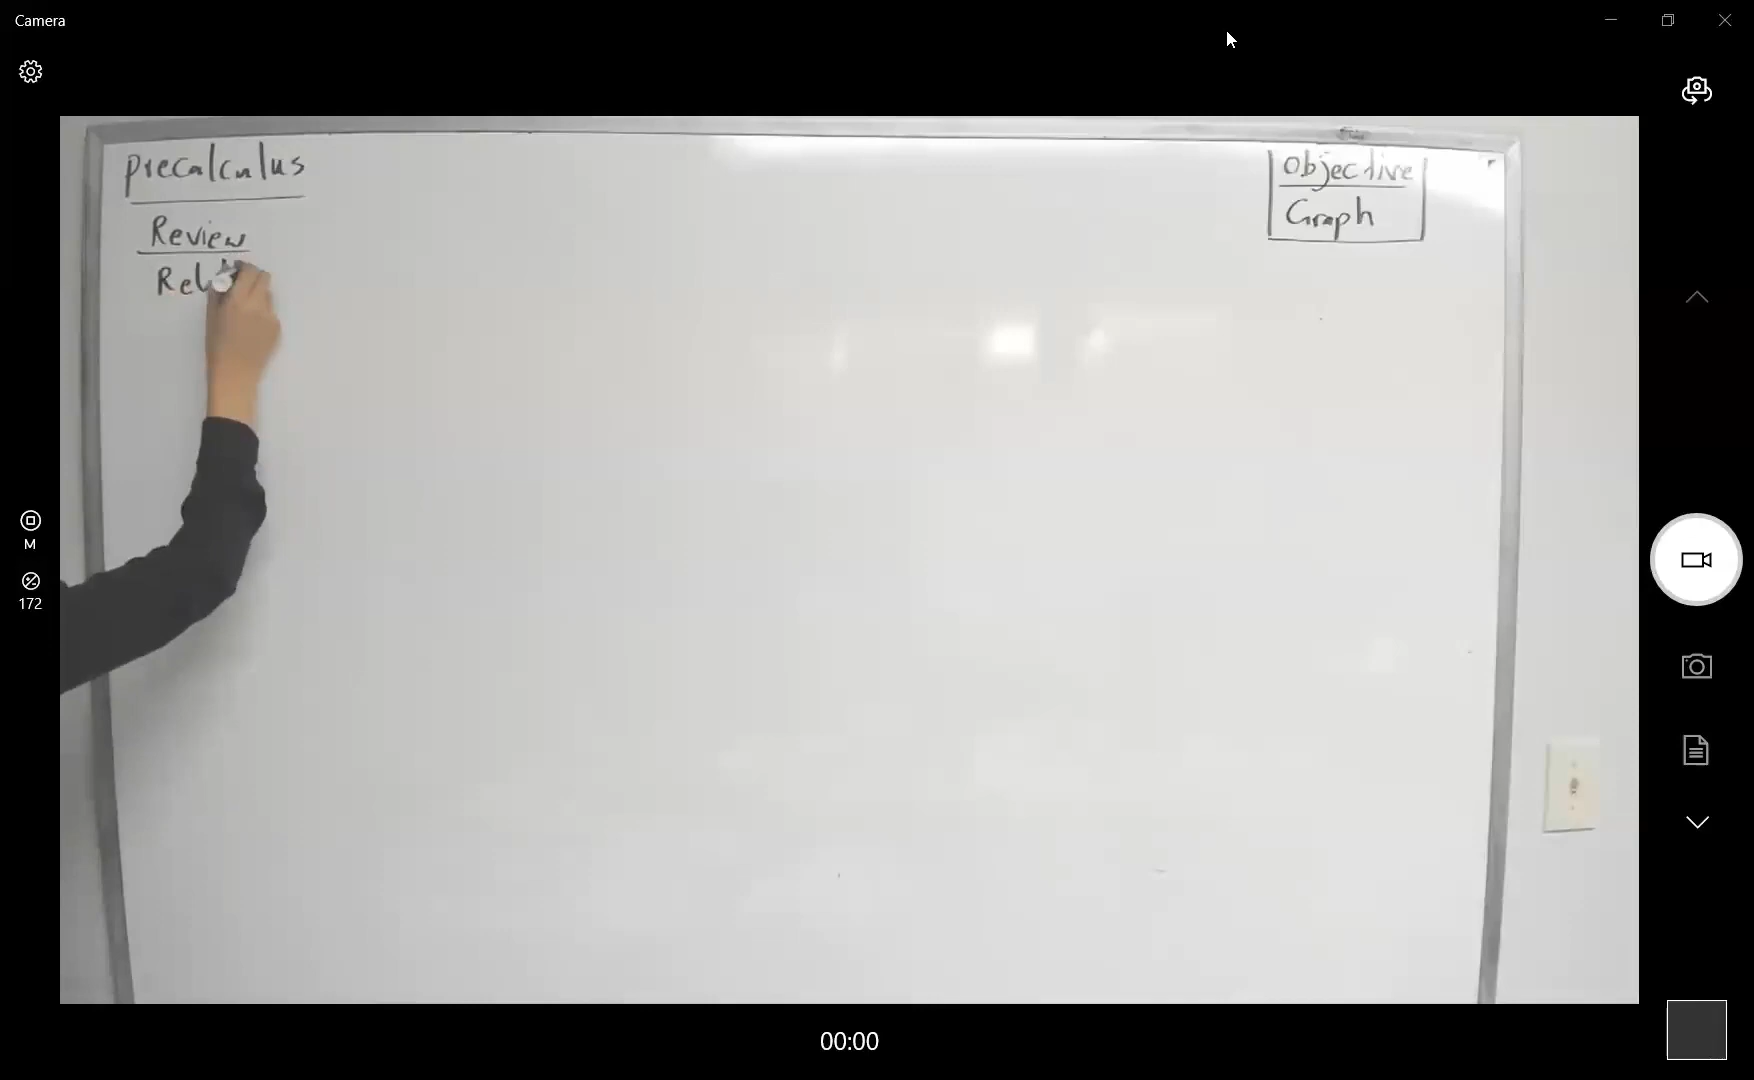 Camera
precalculus
Objective
Graph
Review
M
172
00:00